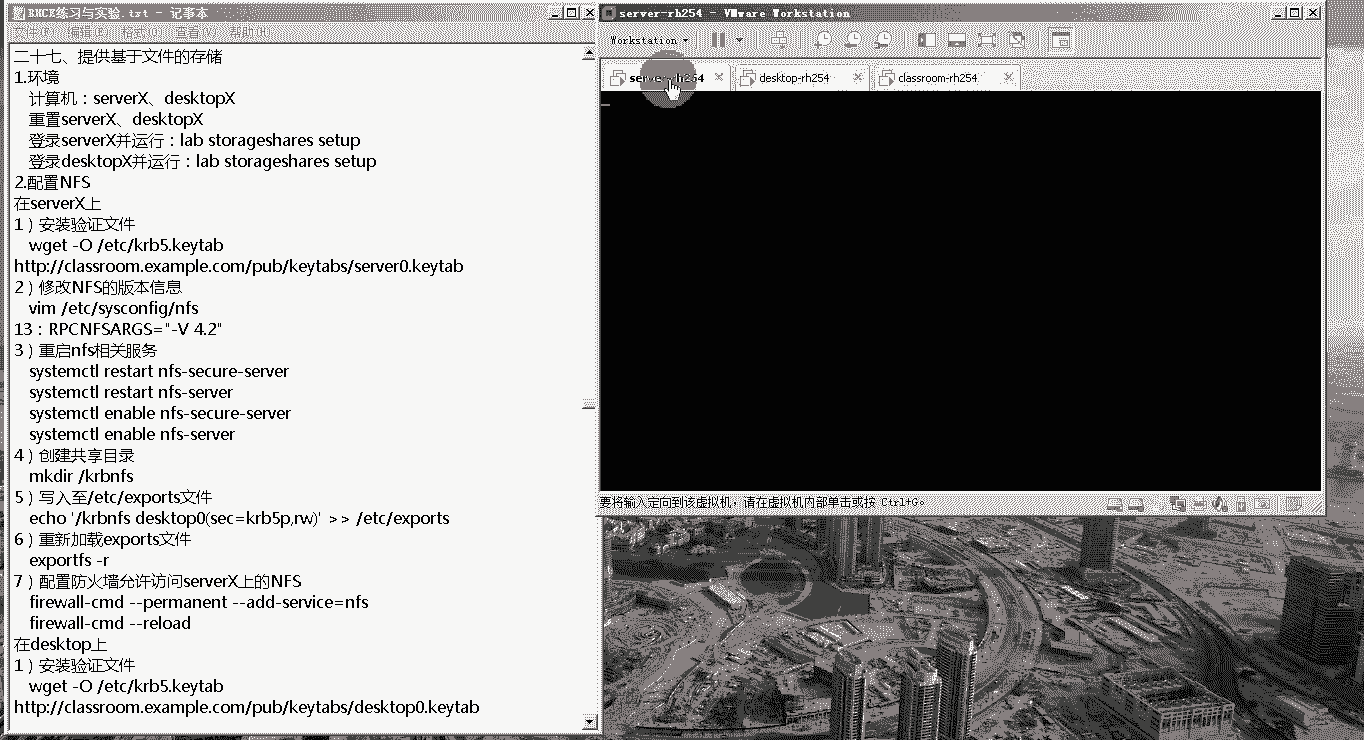 RHCE练习与实验.txt - 记事本
文件(F) 编辑(E) 格式(O) 查看(V) 帮助(H)
二十七、提供基于文件的存储
1.环境
计算机：serverX、desktopX
重置serverX、desktopX
登录serverX并运行：lab storageshares setup
登录desktopX并运行：lab storageshares setup
2.配置NFS
在serverX上
1）安装验证文件
wget -O /etc/krb5.keytab
http://classroom.example.com/pub/keytabs/server0.keytab
2）修改NFS的版本信息
vim /etc/sysconfig/nfs
13：RPCNFSARGS="-V 4.2"
3）重启nfs相关服务
systemctl restart nfs-secure-server
systemctl restart nfs-server
systemctl enable nfs-secure-server
systemctl enable nfs-server
4）创建共享目录
mkdir /krbnfs
5）写入至/etc/exports文件
echo '/krbnfs desktop0(sec=krb5p,rw)' >> /etc/exports
6）重新加载exports文件
exportfs -r
7）配置防火墙允许访问serverX上的NFS
firewall-cmd --permanent --add-service=nfs
firewall-cmd --reload
在desktop上
1）安装验证文件
wget -O /etc/krb5.keytab
http://classroom.example.com/pub/keytabs/desktop0.keytab
server-rh254 - VMware Workstation
Workstation
server-rh254 desktop-rh254 classroom-rh254
要将输入定向到该虚拟机，请在虚拟机内部单击或按 Ctrl+G。